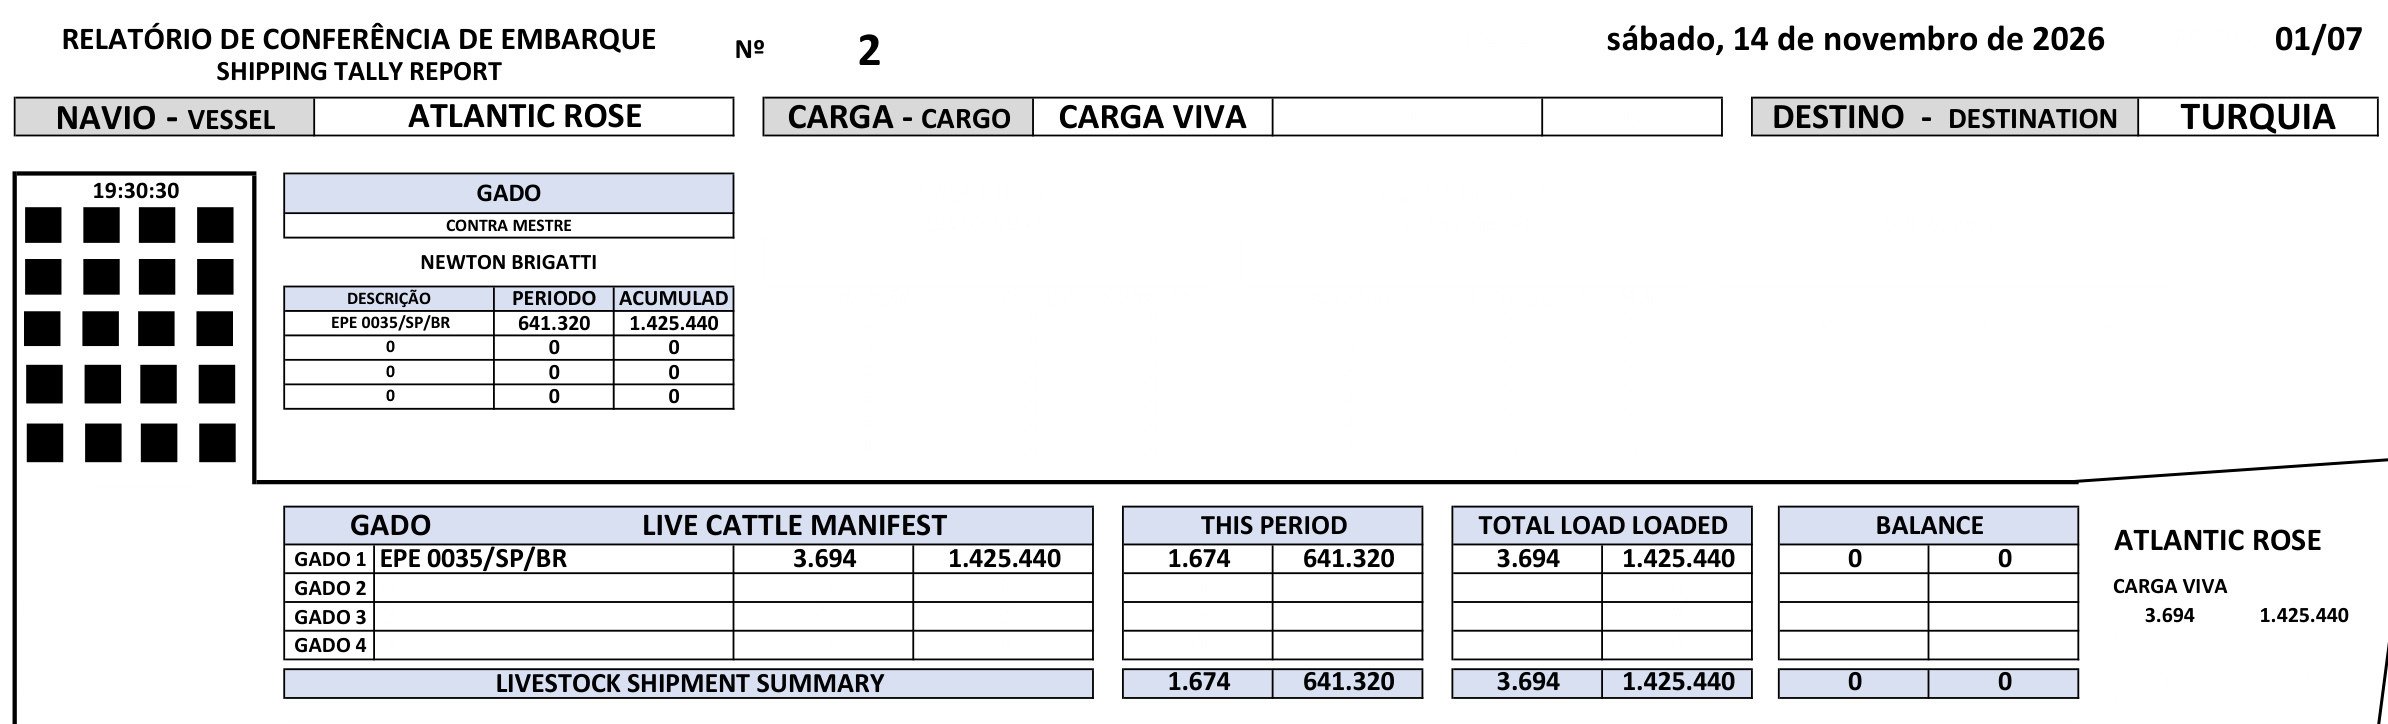 RELATÓRIO DE CONFERÊNCIA DE EMBARQUE
SHIPPING TALLY REPORT
Nº 2
sábado, 14 de novembro de 2026 01/07
NAVIO - VESSEL ATLANTIC ROSE CARGA - CARGO CARGA VIVA DESTINO - DESTINATION TURQUIA
19:30:30
GADO
CONTRA MESTRE
NEWTON BRIGATTI
DESCRIÇÃO PERIODO ACUMULAD
EPE 0035/SP/BR 641.320 1.425.440
0 0 0
0 0 0
0 0 0
GADO LIVE CATTLE MANIFEST THIS PERIOD TOTAL LOAD LOADED BALANCE
GADO 1 EPE 0035/SP/BR 3.694 1.425.440 1.674 641.320 3.694 1.425.440 0 0
GADO 2
GADO 3
GADO 4
LIVESTOCK SHIPMENT SUMMARY 1.674 641.320 3.694 1.425.440 0 0
ATLANTIC ROSE
CARGA VIVA
3.694 1.425.440